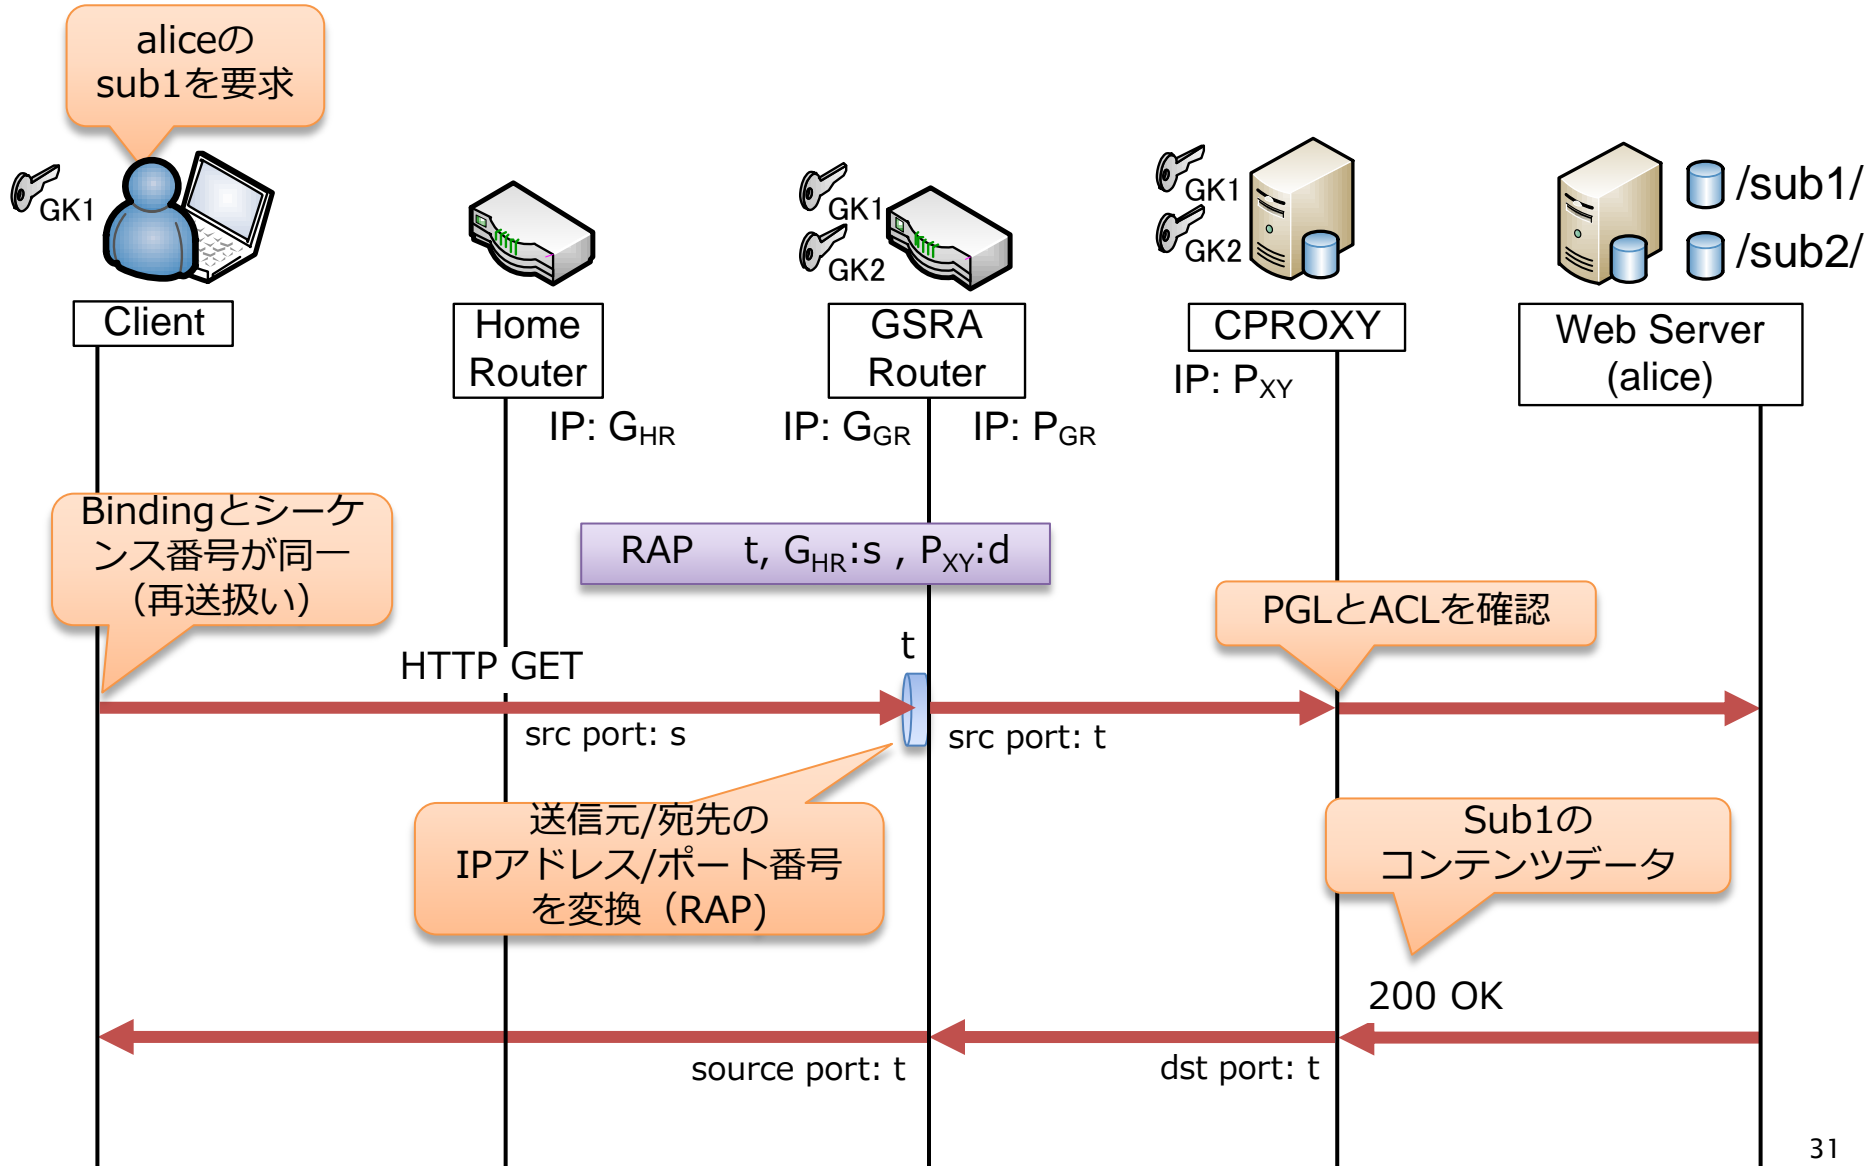 aliceの
sub1を要求
GK1
GK1
GK2
GK1
GK2
/sub1/
/sub2/
Client
Home
Router
GSRA
Router
CPROXY
Web Server
(alice)
IP: GHR
IP: GGR
IP: PGR
IP: PXY
Bindingとシーケ
ンス番号が同一
（再送扱い）
RAP t, GHR:s , PXY:d
PGLとACLを確認
HTTP GET
t
src port: s
src port: t
送信元/宛先の
IPアドレス/ポート番号
を変換（RAP)
Sub1の
コンテンツデータ
200 OK
source port: t
dst port: t
31